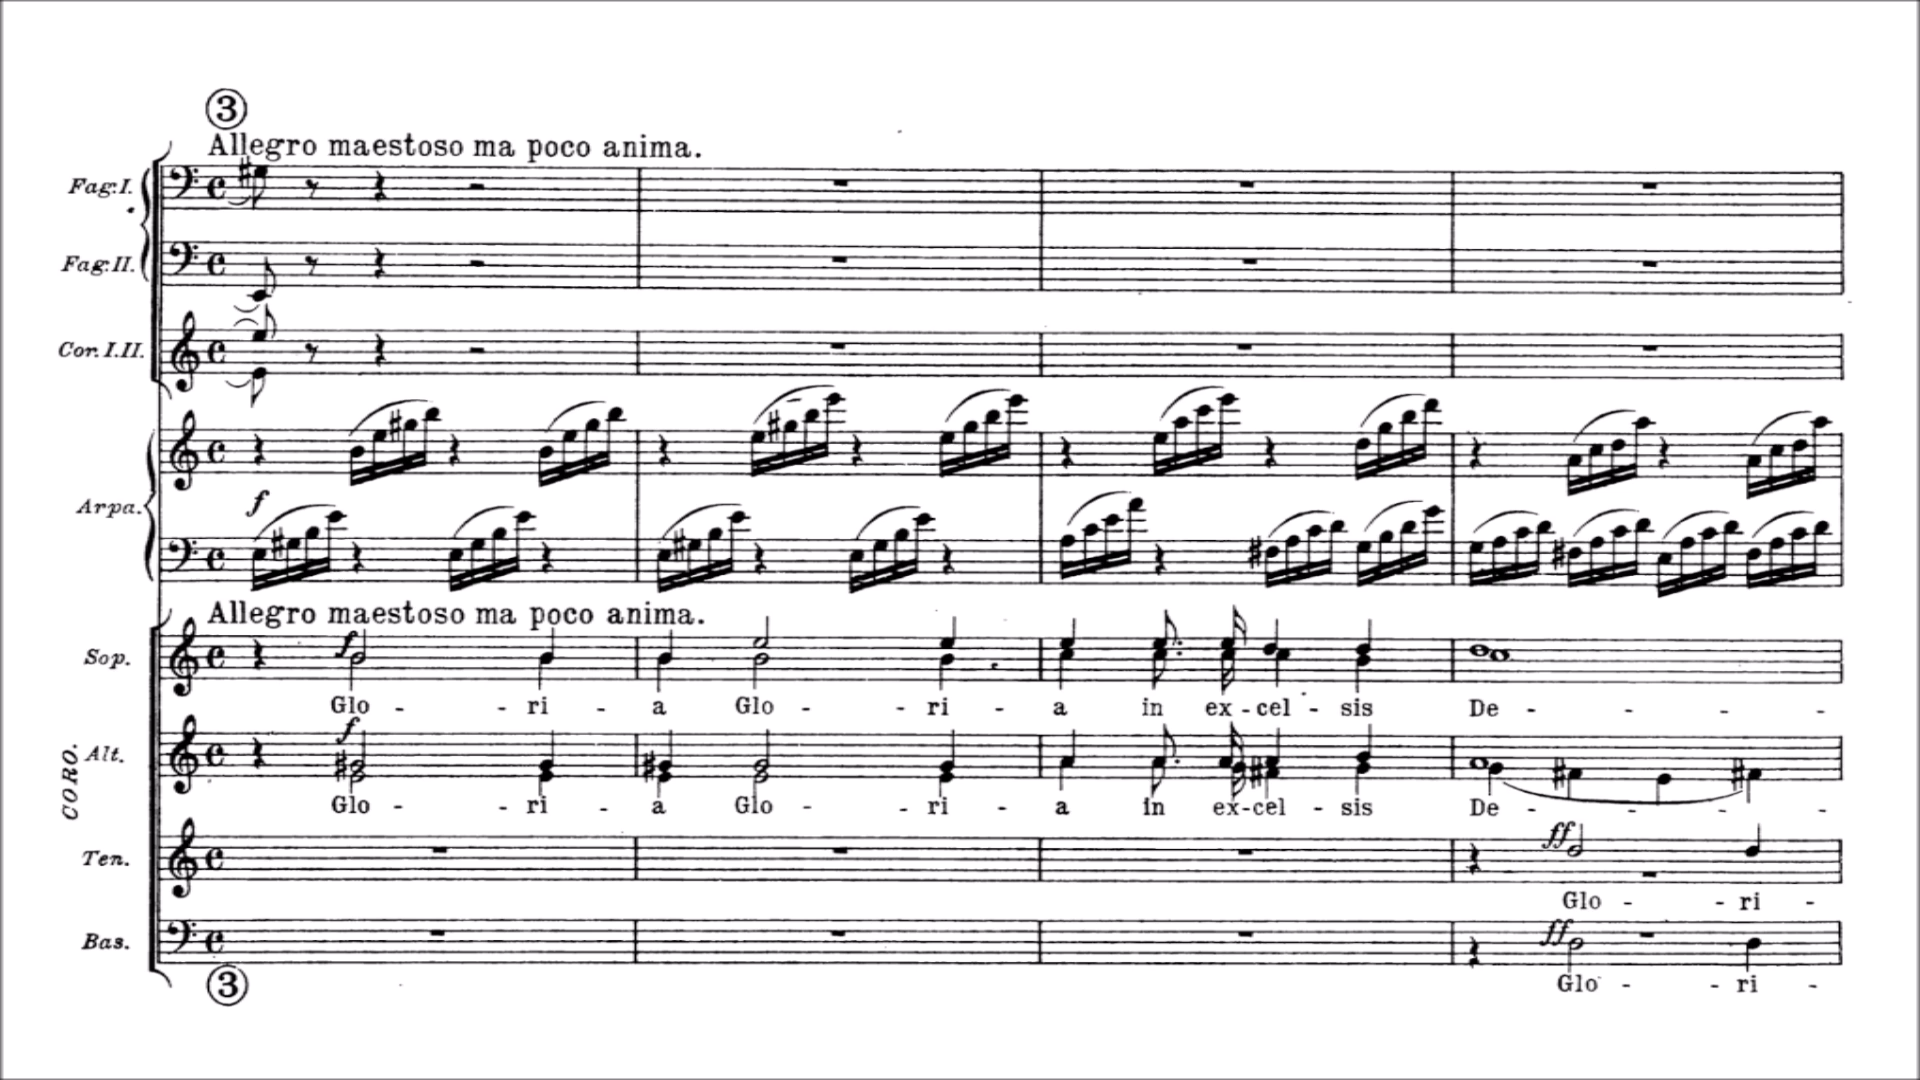 3
Allegro maestoso ma poco anima.
Fag: I.
Fag: II.
Cor. I. II.
Arpa.
f
Allegro maestoso ma poco anima.
Sop.
f
Glo - - ri - a Glo - - ri - a in ex - cel - sis De - - - -
CORO.
Alt.
f
Glo - - ri - a Glo - - ri - a in ex - cel - sis De - - - -
Ten.
ff
Glo - - ri -
Bas.
ff
Glo - - ri -
3